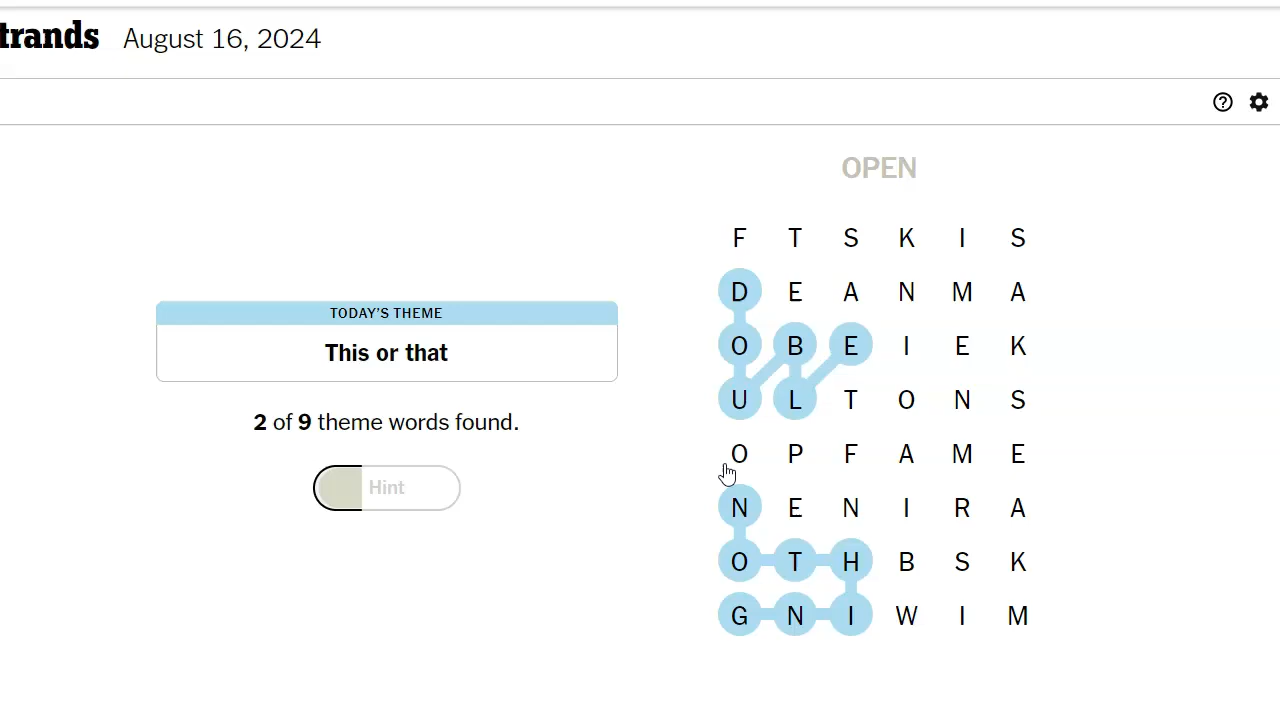 trands August 16, 2024
OPEN
F T S K I S
D E A N M A
TODAY'S THEME
This or that
O B E I E K
U L T O N S
2 of 9 theme words found.
O P F A M E
Hint
N E N I R A
O T H B S K
G N I W I M